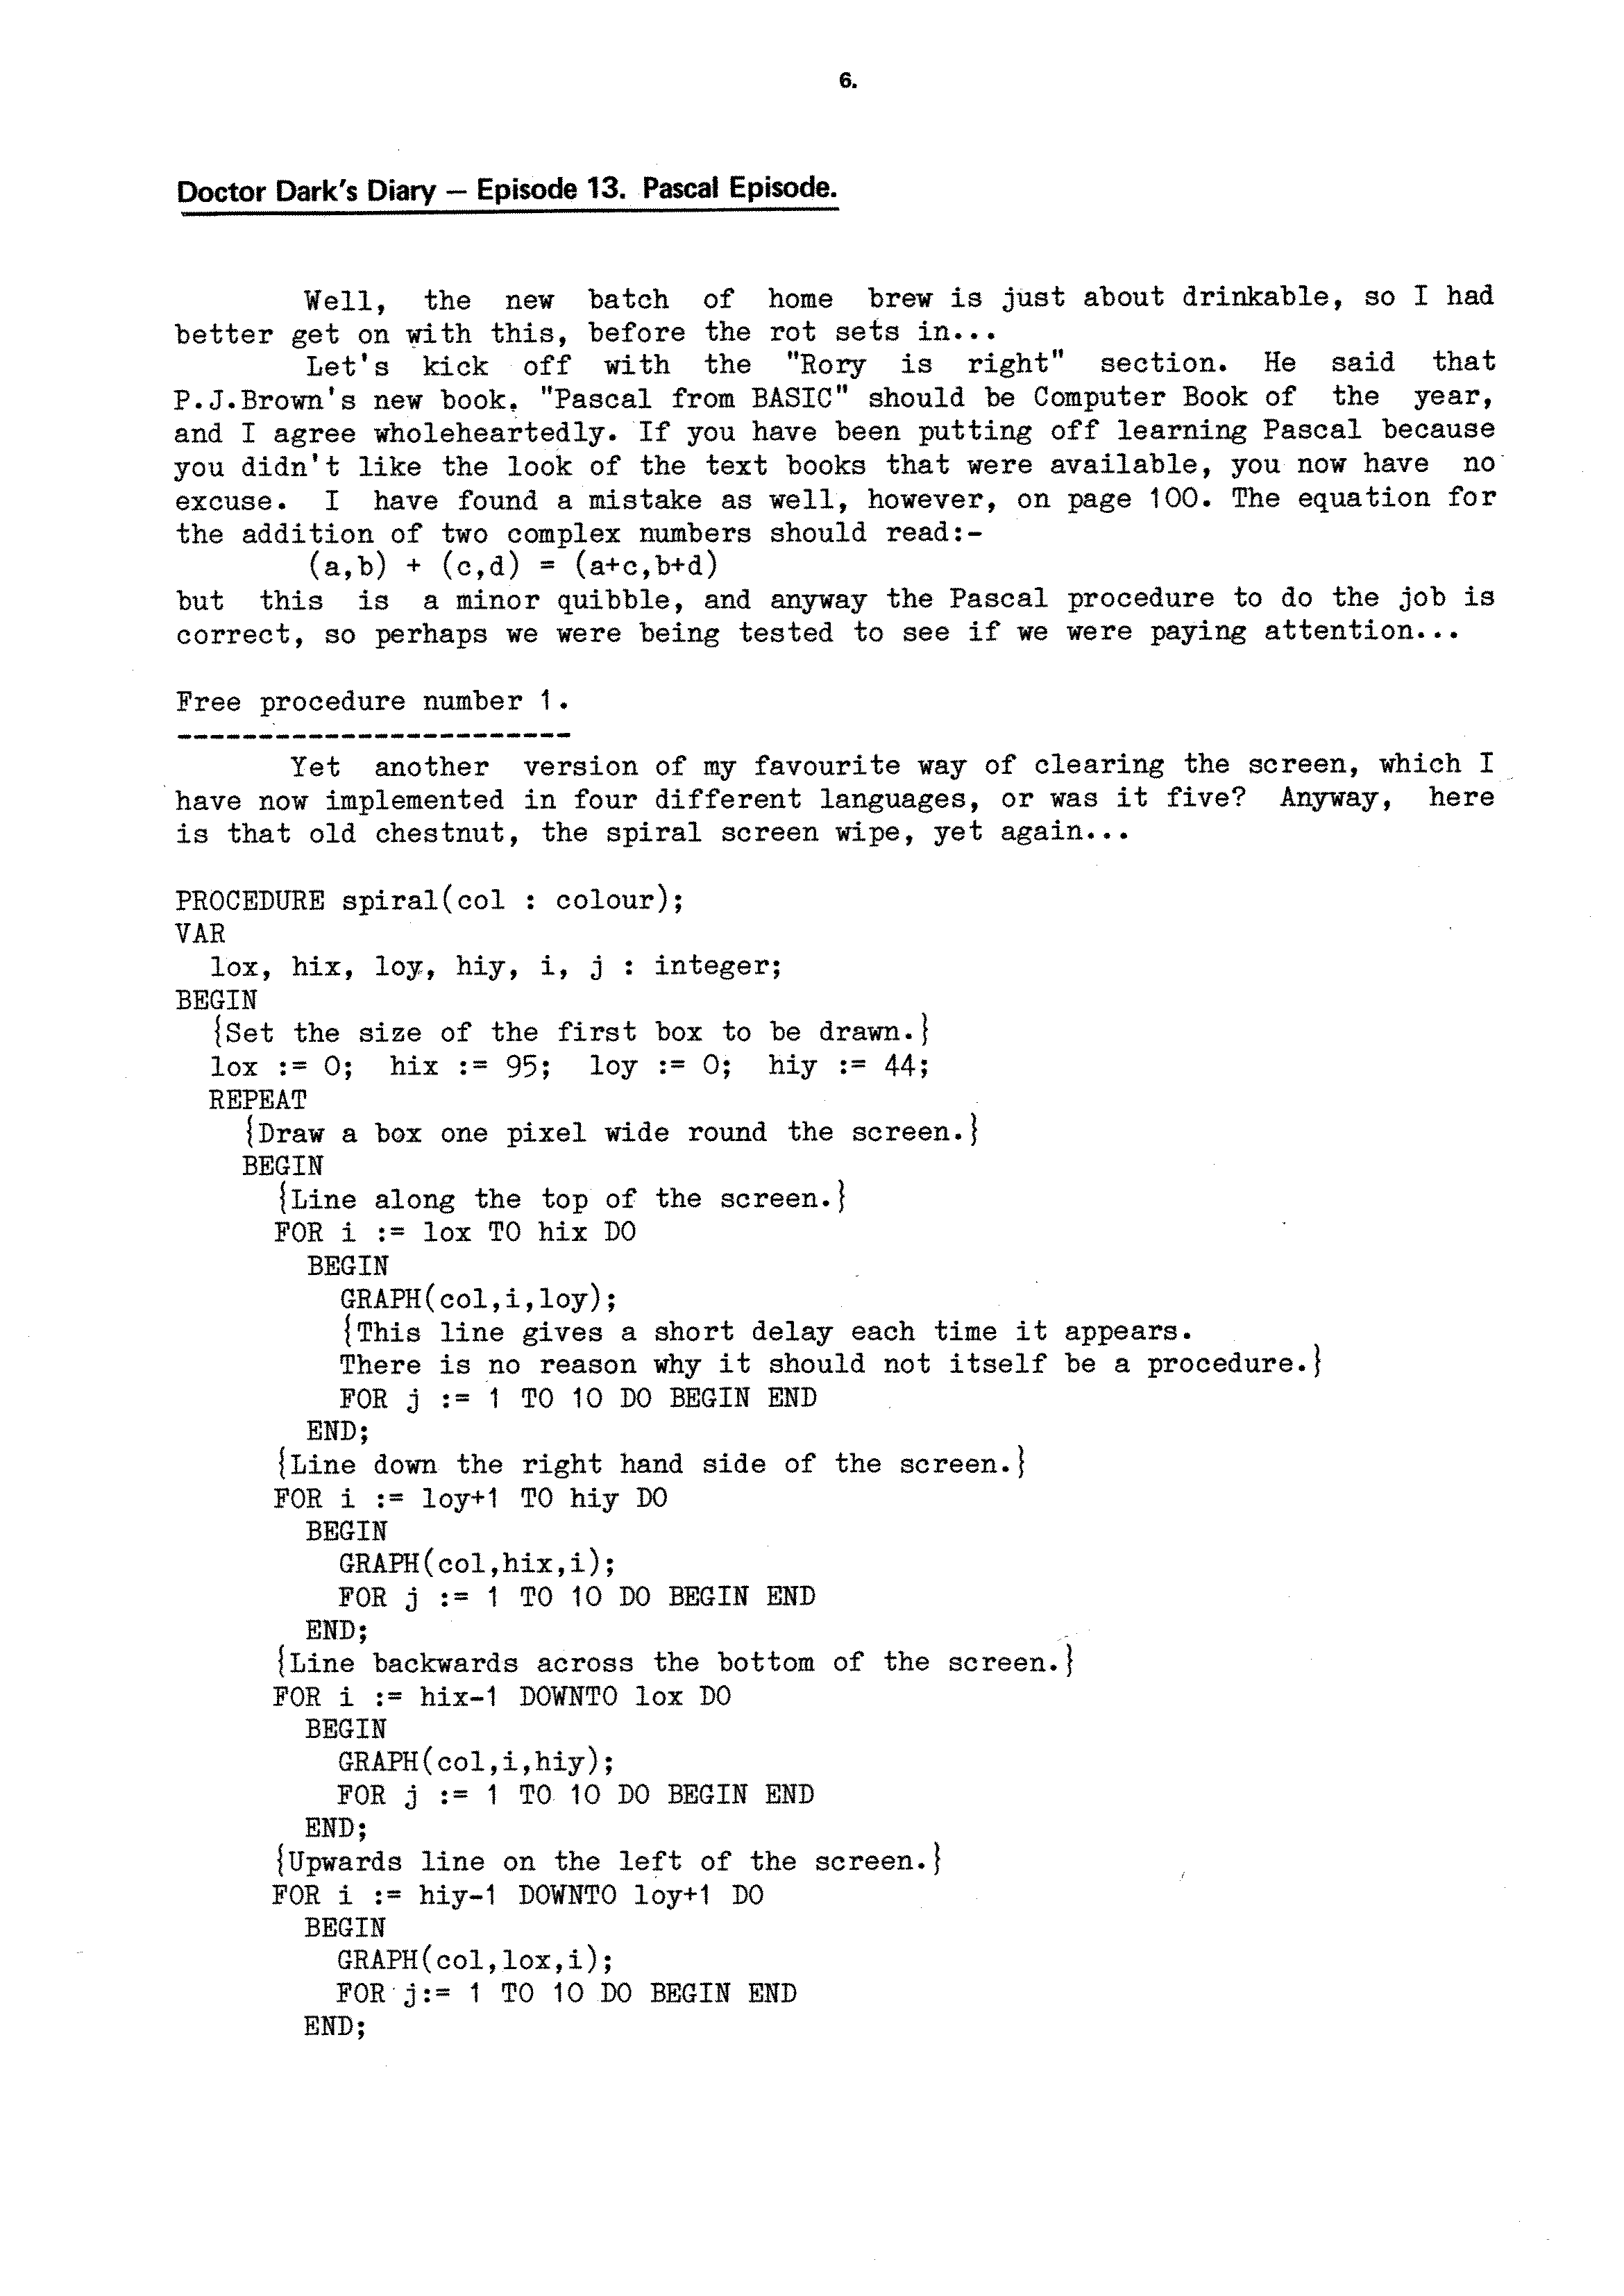 6.
Doctor Dark's Diary — Episode 13. Pascal Episode.
Well, the new batch of home brew is just about drinkable, so I had
better get on with this, before the rot sets in...
Let's kick off with the "Rory is right" section. He said that
P.J.Brown's new book, "Pascal from BASIC" should be Computer Book of the year,
and I agree wholeheartedly. If you have been putting off learning Pascal because
you didn't like the look of the text books that were available, you now have no
excuse. I have found a mistake as well, however, on page 100. The equation for
the addition of two complex numbers should read:-
(a,b) + (c,d) = (a+c,b+d)
but this is a minor quibble, and anyway the Pascal procedure to do the job is
correct, so perhaps we were being tested to see if we were paying attention...
Free procedure number 1.
------------------------
Yet another version of my favourite way of clearing the screen, which I
have now implemented in four different languages, or was it five? Anyway, here
is that old chestnut, the spiral screen wipe, yet again...
PROCEDURE spiral(col : colour);
VAR
lox, hix, loy, hiy, i, j : integer;
BEGIN
{Set the size of the first box to be drawn.}
lox := 0; hix := 95; loy := 0; hiy := 44;
REPEAT
{Draw a box one pixel wide round the screen.}
BEGIN
{Line along the top of the screen.}
FOR i := lox TO hix DO
BEGIN
GRAPH(col,i,loy);
{This line gives a short delay each time it appears.
There is no reason why it should not itself be a procedure.}
FOR j := 1 TO 10 DO BEGIN END
END;
{Line down the right hand side of the screen.}
FOR i := loy+1 TO hiy DO
BEGIN
GRAPH(col,hix,i);
FOR j := 1 TO 10 DO BEGIN END
END;
{Line backwards across the bottom of the screen.}
FOR i := hix-1 DOWNTO lox DO
BEGIN
GRAPH(col,i,hiy);
FOR j := 1 TO 10 DO BEGIN END
END;
{Upwards line on the left of the screen.}
FOR i := hiy-1 DOWNTO loy+1 DO
BEGIN
GRAPH(col,lox,i);
FOR j:= 1 TO 10 DO BEGIN END
END;